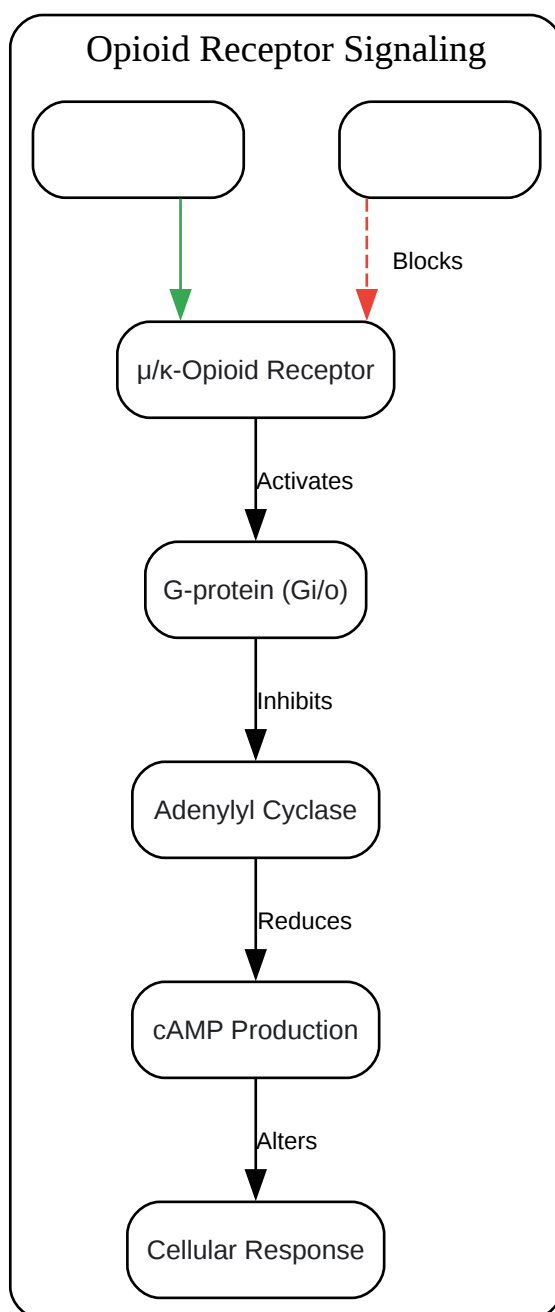 Opioid Receptor Signaling
Blocks
μ/κ-Opioid Receptor
Activates
G-protein (Gi/o)
Inhibits
Adenylyl Cyclase
Reduces
cAMP Production
Alters
Cellular Response